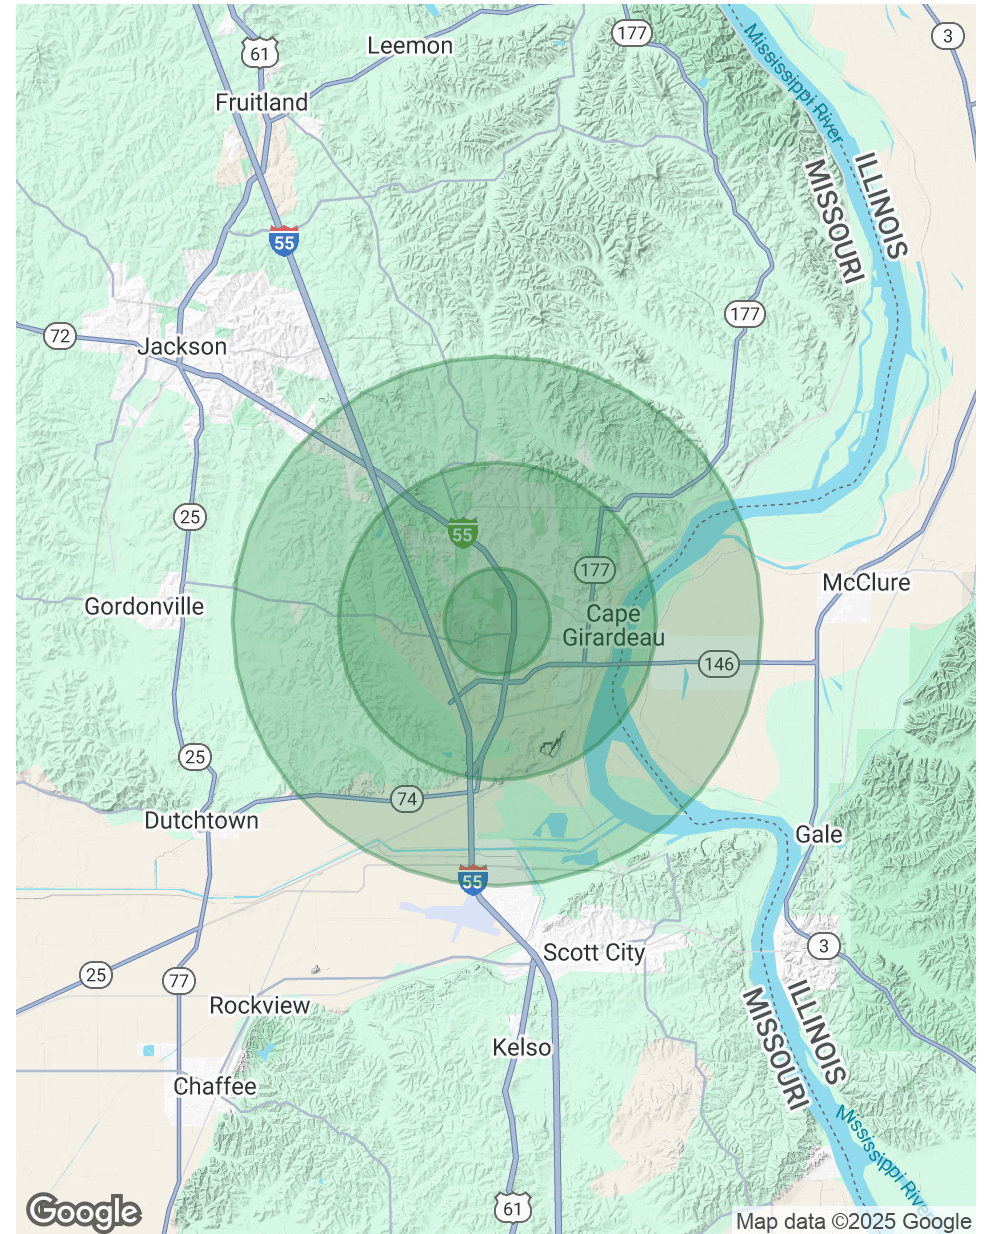 61
Leemon
177
3
Fruitland
Mississippi River
ILLINOIS
MISSOURI
55
177
72
Jackson
25
55
177
McClure
Gordonville
Cape
Girardeau
146
25
74
Dutchtown
Gale
55
Scott City
3
25
77
Rockview
ILLINOIS
MISSOURI
Kelso
Chaffee
Mississippi River
61
Google
Map data ©2025 Google